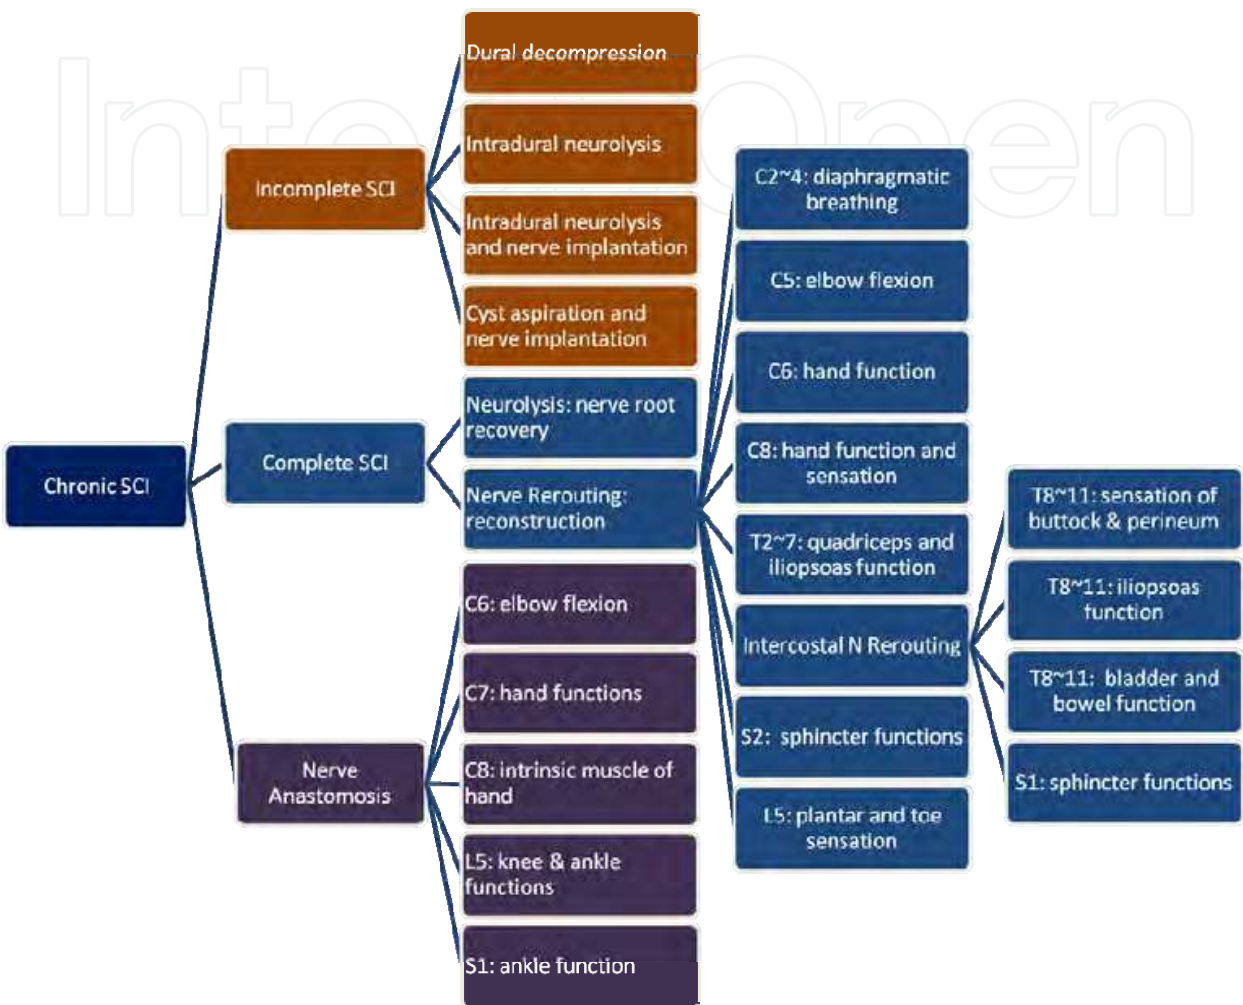 Dural decompression
Intradural neurolysis
Incomplete SCI
Intradural neurolysis
and nerve implantation
Cyst aspiration and
nerve implantation
Neurolysis: nerve root
recovery
Complete SCI
Nerve Rerouting:
reconstruction
Chronic SCI
C6: elbow flexion
C7: hand functions
Nerve
Anastomosis
C8: intrinsic muscle of
hand
L5: knee & ankle
functions
S1: ankle function
C2~4: diaphragmatic
breathing
C5: elbow flexion
C6: hand function
C8: hand function and
sensation
T2~7: quadriceps and
iliopsoas function
Intercostal N Rerouting
S2: sphincter functions
L5: plantar and toe
sensation
T8~11: sensation of
buttock & perineum
T8~11: iliopsoas
function
T8~11: bladder and
bowel function
S1: sphincter functions